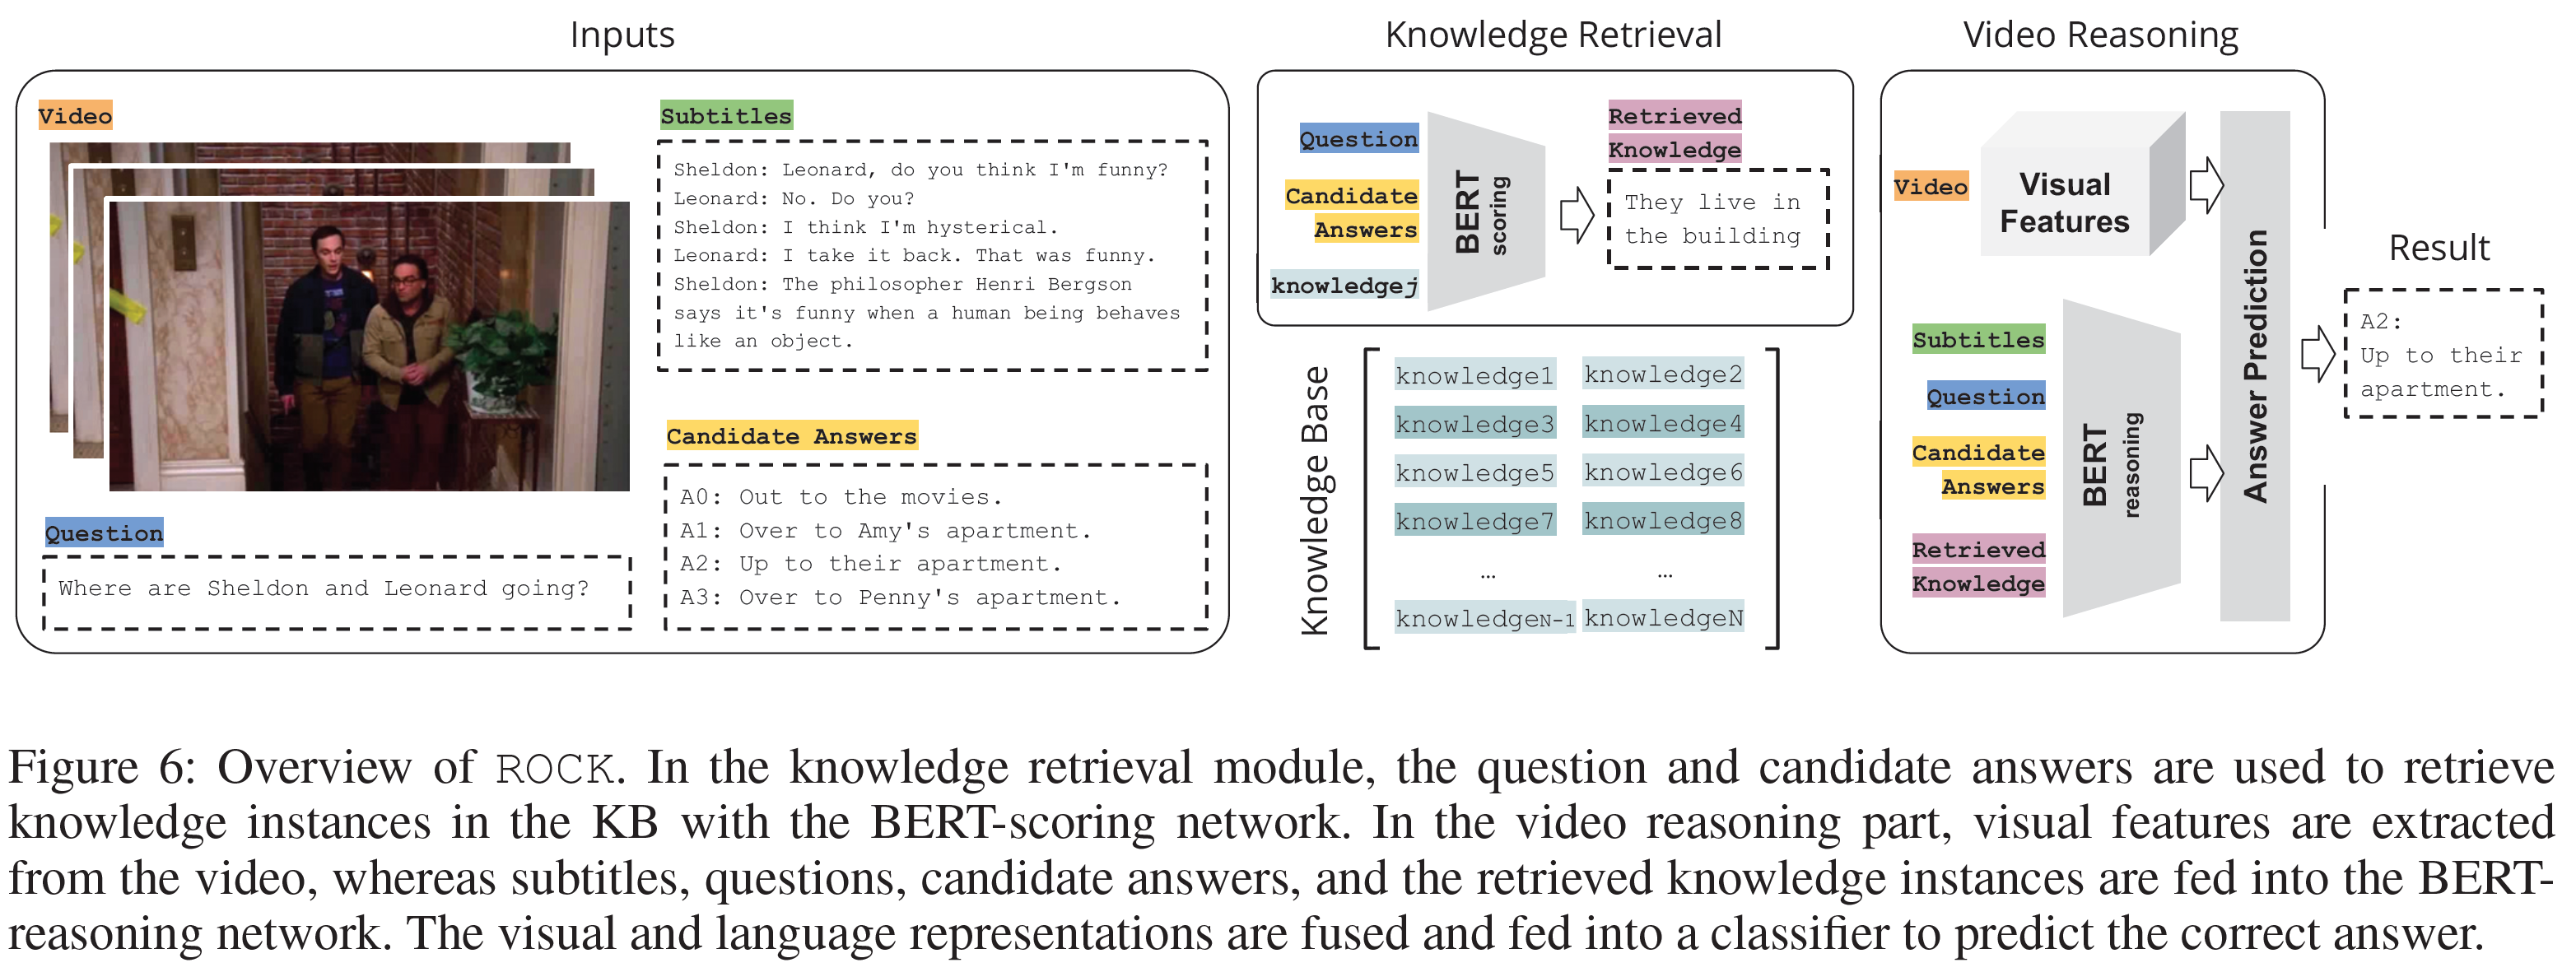 Inputs
Video
Question
Where are Sheldon and Leonard going?
Subtitles
Sheldon: Leonard, do you think I'm funny?
Leonard: No. Do you?
Sheldon: I think I'm hysterical.
Leonard: I take it back. That was funny.
Sheldon: The philosopher Henri Bergson
says it's funny when a human being behaves
like an object.
Candidate Answers
A0: Out to the movies.
A1: Over to Amy's apartment.
A2: Up to their apartment.
A3: Over to Penny's apartment.
Knowledge Retrieval
Question
Candidate
Answers
knowledgej
BERT
scoring
Retrieved
Knowledge
They live in
the building
Knowledge Base
knowledge1 knowledge2
knowledge3 knowledge4
knowledge5 knowledge6
knowledge7 knowledge8
... ...
knowledgeN-1 knowledgeN
Video Reasoning
Video
Visual
Features
Subtitles
Question
Candidate
Answers
Retrieved
Knowledge
BERT
reasoning
Answer Prediction
Result
A2:
Up to their
apartment.
Figure 6: Overview of ROCK. In the knowledge retrieval module, the question and candidate answers are used to retrieve
knowledge instances in the KB with the BERT-scoring network. In the video reasoning part, visual features are extracted
from the video, whereas subtitles, questions, candidate answers, and the retrieved knowledge instances are fed into the BERT-
reasoning network. The visual and language representations are fused and fed into a classifier to predict the correct answer.